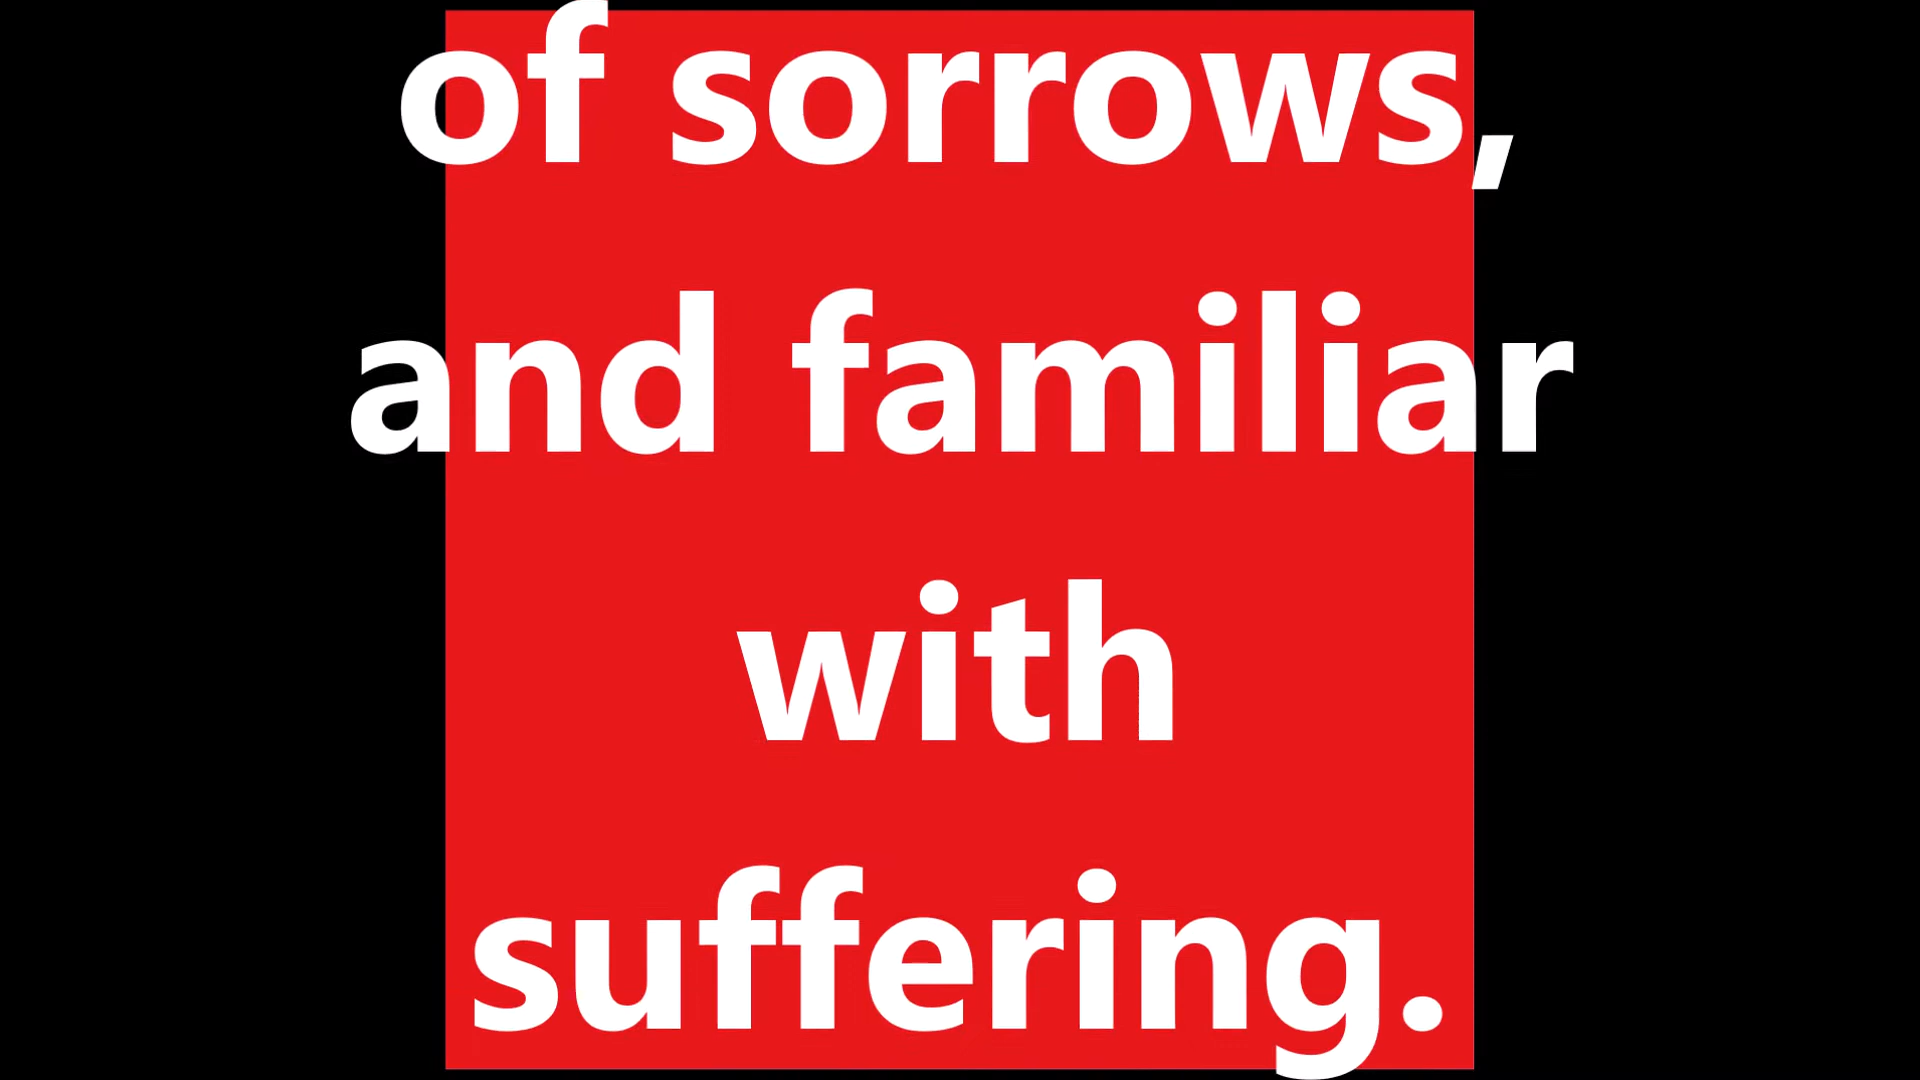 of sorrows,
and familiar
with
suffering.